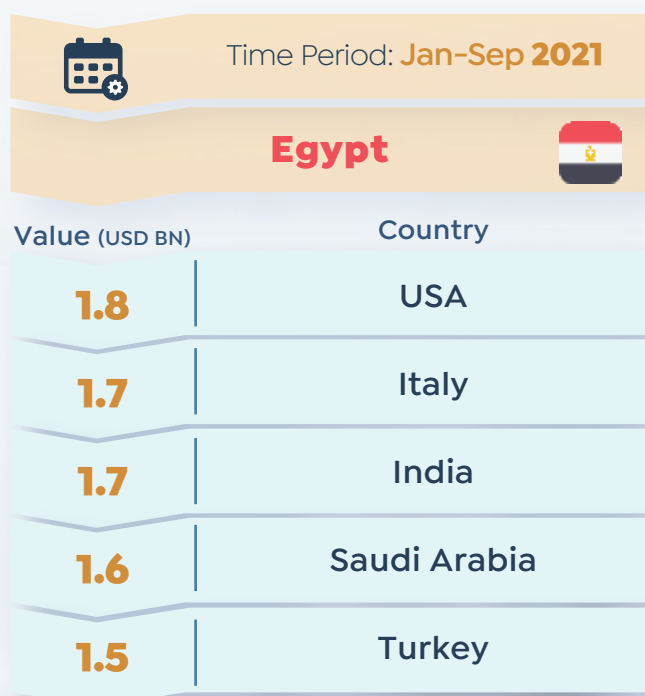 Time Period: Jan-Sep 2021
Egypt
Value (USD BN) Country
1.8 USA
1.7 Italy
1.7 India
1.6 Saudi Arabia
1.5 Turkey